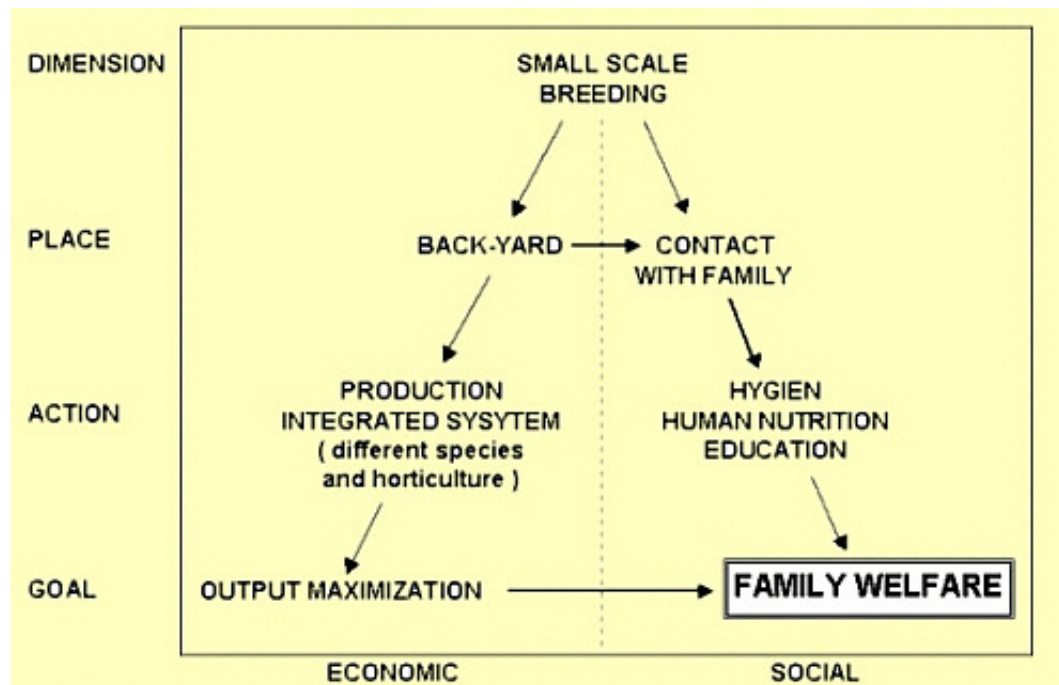 DIMENSION
SMALL SCALE
BREEDING
PLACE
BACK-YARD
CONTACT
WITH FAMILY
ACTION
PRODUCTION
INTEGRATED SYSYTEM
( different species
and horticulture )
HYGIEN
HUMAN NUTRITION
EDUCATION
GOAL
OUTPUT MAXIMIZATION
FAMILY WELFARE
ECONOMIC
SOCIAL